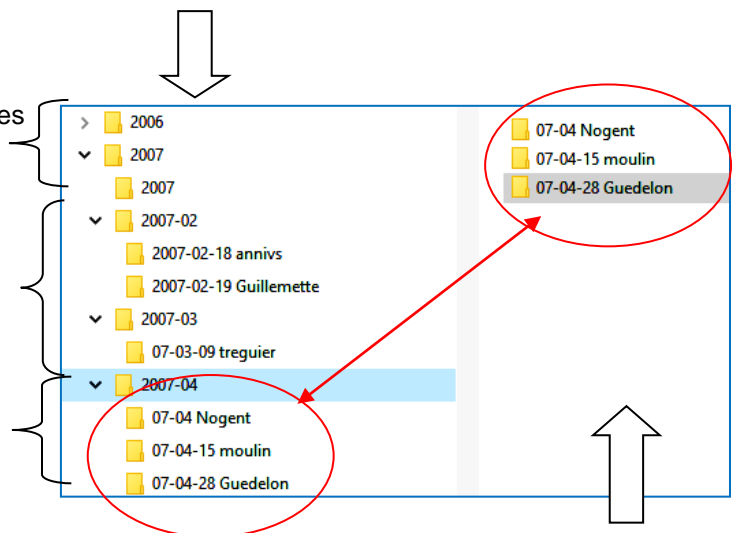 es
2006
2007
2007
2007-02
2007-02-18 annivs
2007-02-19 Guillemette
2007-03
07-03-09 treguier
2007-04
07-04 Nogent
07-04-15 moulin
07-04-28 Guedelon
07-04 Nogent
07-04-15 moulin
07-04-28 Guedelon